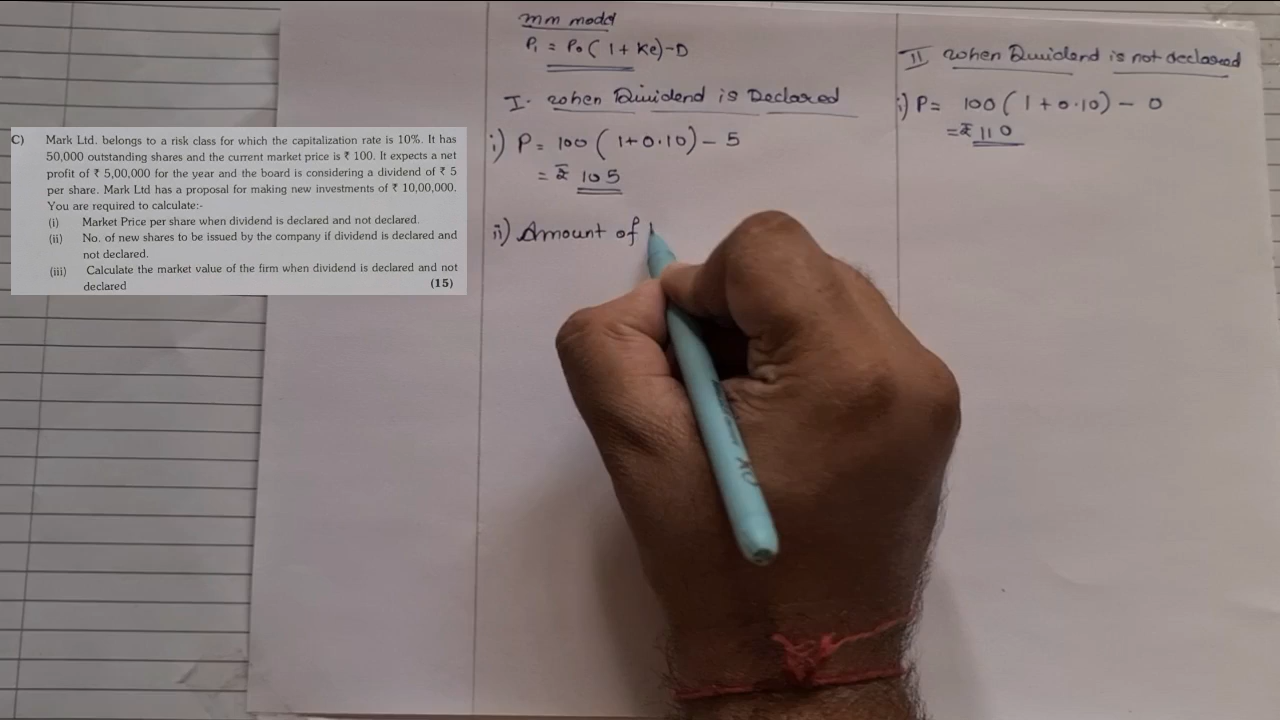 C) Mark Ltd. belongs to a risk class for which the capitalization rate is 10%. It has
50,000 outstanding shares and the current market price is ₹ 100. It expects a net
profit of ₹ 5,00,000 for the year and the board is considering a dividend of ₹ 5
per share. Mark Ltd has a proposal for making new investments of ₹ 10,00,000.
You are required to calculate:-
(i) Market Price per share when dividend is declared and not declared.
(ii) No. of new shares to be issued by the company if dividend is declared and
not declared.
(iii) Calculate the market value of the firm when dividend is declared and not
declared (15)
mm model
P₁ = P₀ ( 1 + Ke) - D
I. when Dividend is Declared
i) P = 100 ( 1+0.10) - 5
= ₹ 105
ii) Amount of
II when Dividend is not declared
i) P = 100 ( 1 + 0.10) - 0
= ₹ 110